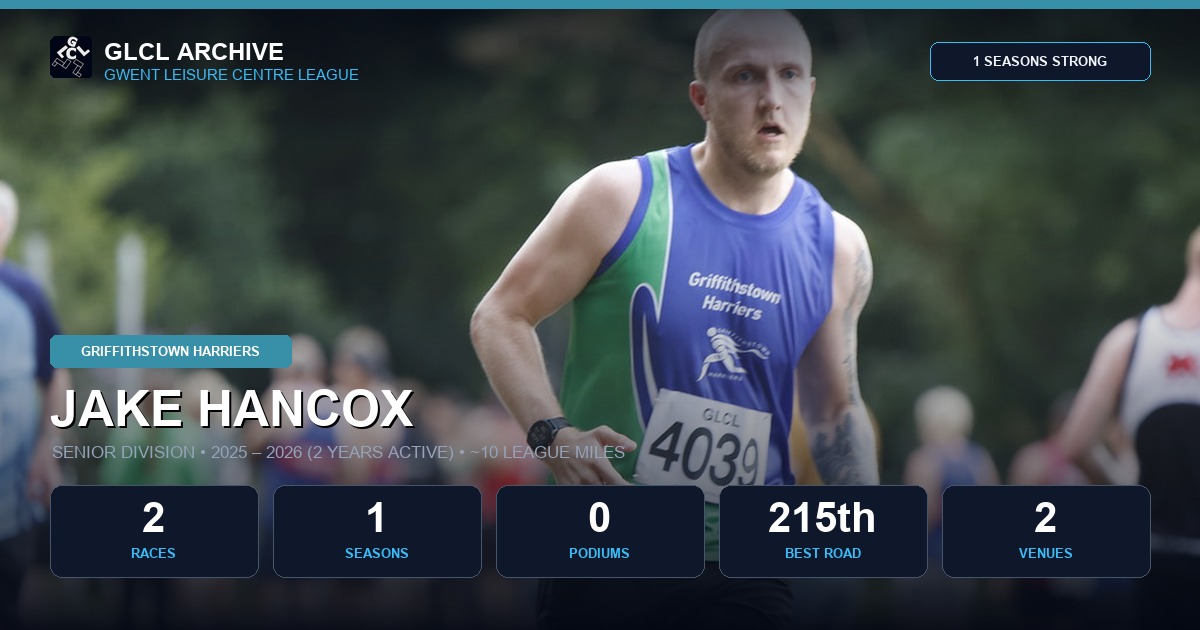 GLCL ARCHIVE
GWENT LEISURE CENTRE LEAGUE
1 SEASONS STRONG
Griffithstown
Harriers
GRIFFITHSTOWN
HARRIERS
GLCL
4039
GRIFFITHSTOWN HARRIERS
JAKE HANCOX
SENIOR DIVISION • 2025 – 2026 (2 YEARS ACTIVE) • ~10 LEAGUE MILES
2
RACES
1
SEASONS
0
PODIUMS
215th
BEST ROAD
2
VENUES